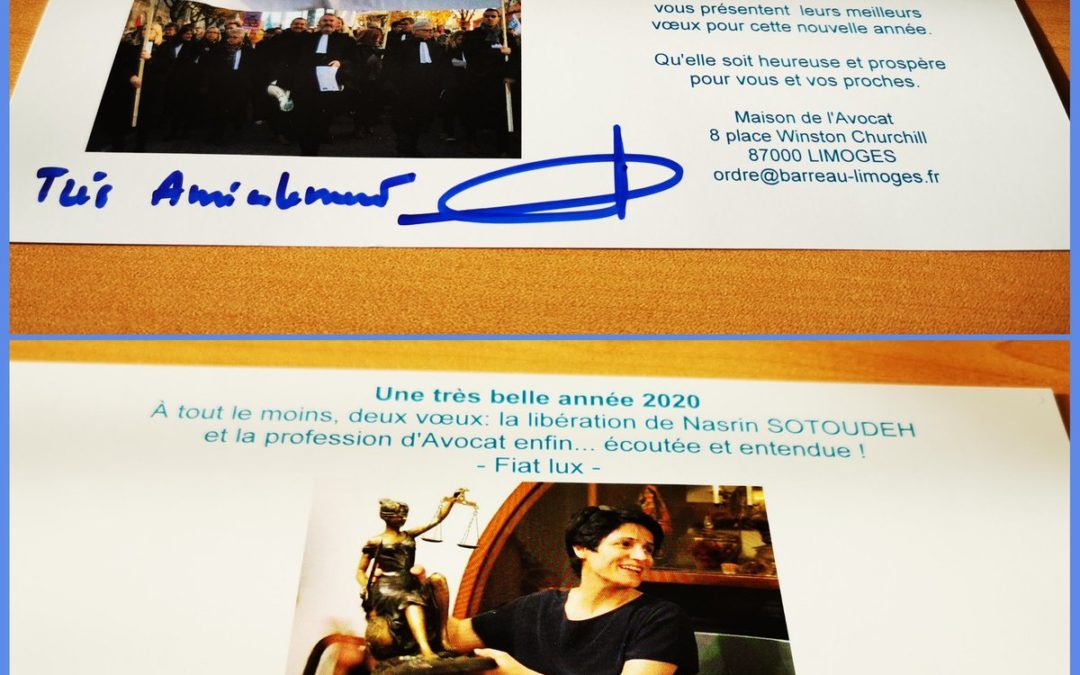 vous présentent leurs meilleurs
vœux pour cette nouvelle année.
Qu'elle soit heureuse et prospère
pour vous et vos proches.
Maison de l'Avocat
8 place Winston Churchill
87000 LIMOGES
ordre@barreau-limoges.fr
Très Amicalement
Une très belle année 2020
À tout le moins, deux vœux: la libération de Nasrin SOTOUDEH
et la profession d'Avocat enfin... écoutée et entendue !
- Fiat lux -